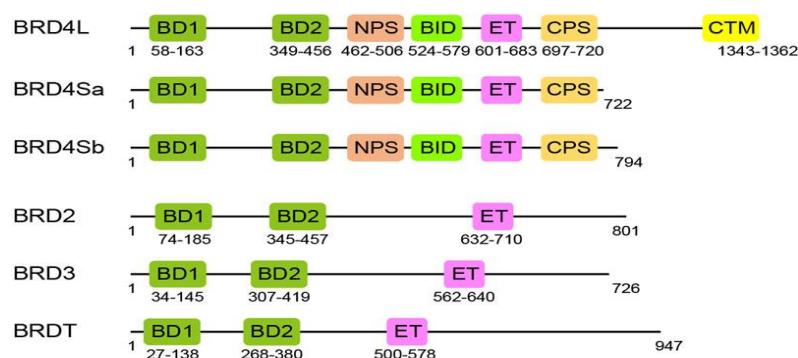 BRD4L BD1 BD2 NPS BID ET CPS CTM
1 58-163 349-456 462-506 524-579 601-683 697-720 1343-1362
BRD4Sa BD1 BD2 NPS BID ET CPS
1 722
BRD4Sb BD1 BD2 NPS BID ET CPS
1 794
BRD2 BD1 BD2 ET
1 74-185 345-457 632-710 801
BRD3 BD1 BD2 ET
1 34-145 307-419 562-640 726
BRDT BD1 BD2 ET
1 27-138 268-380 500-578 947